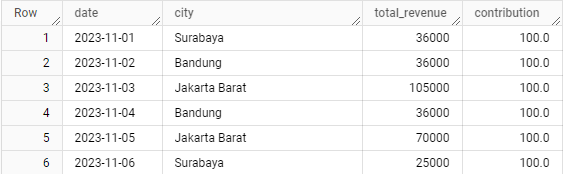 Row date city total_revenue contribution
1 2023-11-01 Surabaya 36000 100.0
2 2023-11-02 Bandung 36000 100.0
3 2023-11-03 Jakarta Barat 105000 100.0
4 2023-11-04 Bandung 36000 100.0
5 2023-11-05 Jakarta Barat 70000 100.0
6 2023-11-06 Surabaya 25000 100.0